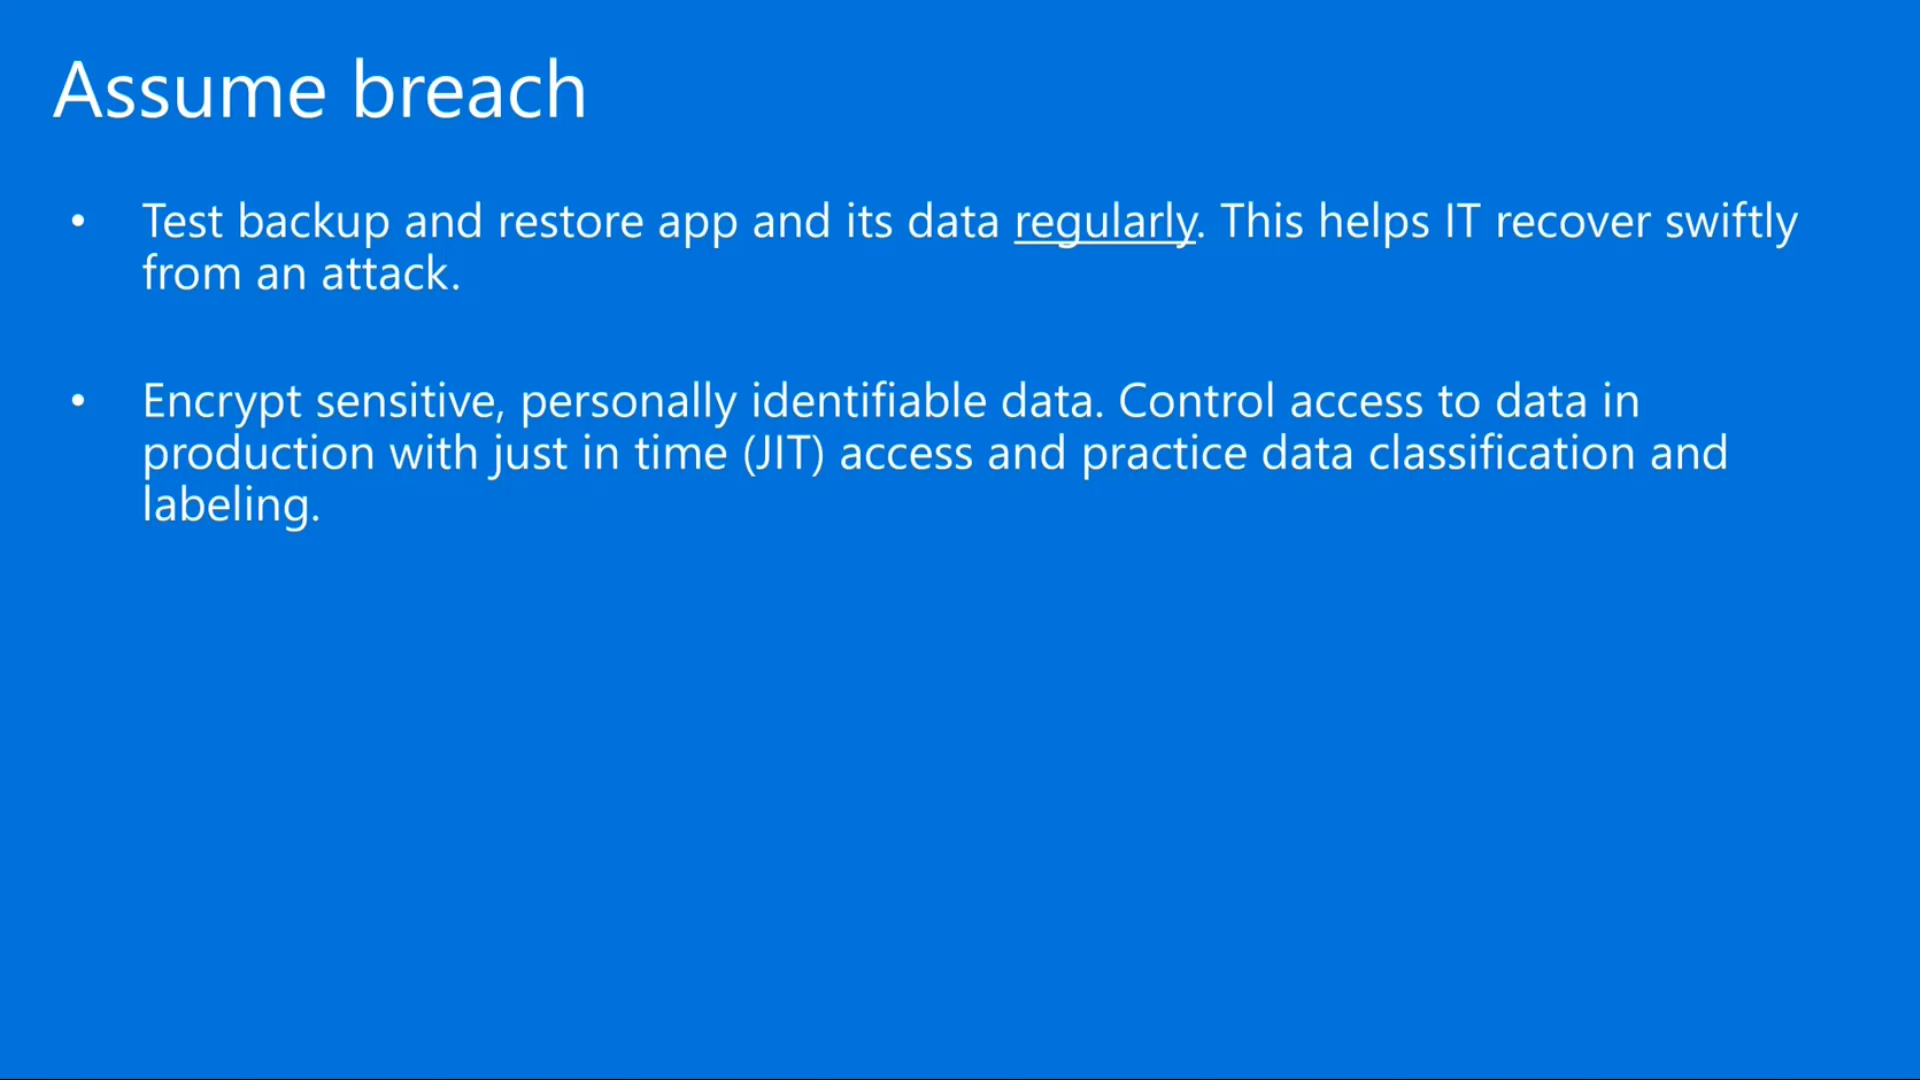 Assume breach
• Test backup and restore app and its data regularly. This helps IT recover swiftly
from an attack.
• Encrypt sensitive, personally identifiable data. Control access to data in
production with just in time (JIT) access and practice data classification and
labeling.